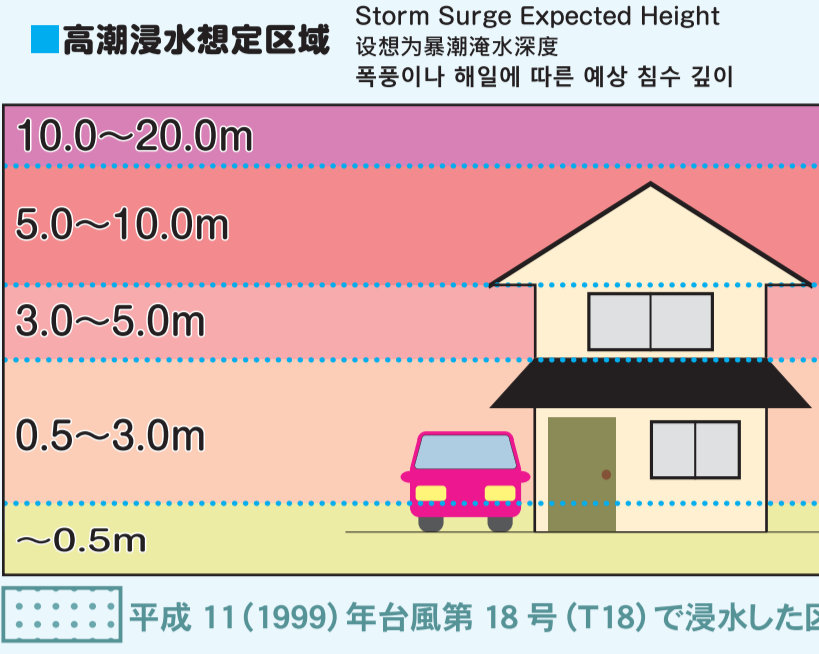 高潮浸水想定区域
Storm Surge Expected Height
设想为暴潮淹水深度
폭풍이나 해일에 따른 예상 침수 깊이
10.0〜20.0m
5.0〜10.0m
3.0〜5.0m
0.5〜3.0m
〜0.5m
平成 11(1999)年台風第 18 号(T18)で浸水した区